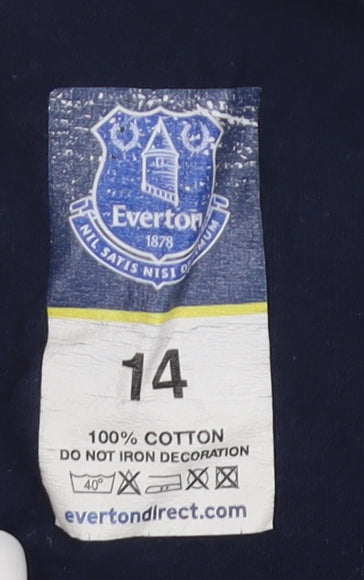 Everton
1878
NIL SATIS NISI OPTIMUM
14
100% COTTON
DO NOT IRON DECORATION
40°
evertondirect.com